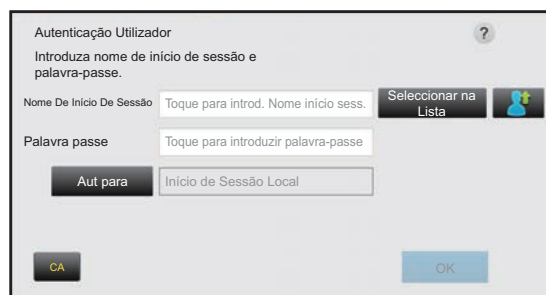 Autenticação Utilizador
?
Introduza nome de início de sessão e
palavra-passe.
Nome De Início De Sessão
Toque para introd. Nome início sess.
Seleccionar na
Lista
Palavra passe
Toque para introduzir palavra-passe
Aut para
Início de Sessão Local
CA
OK